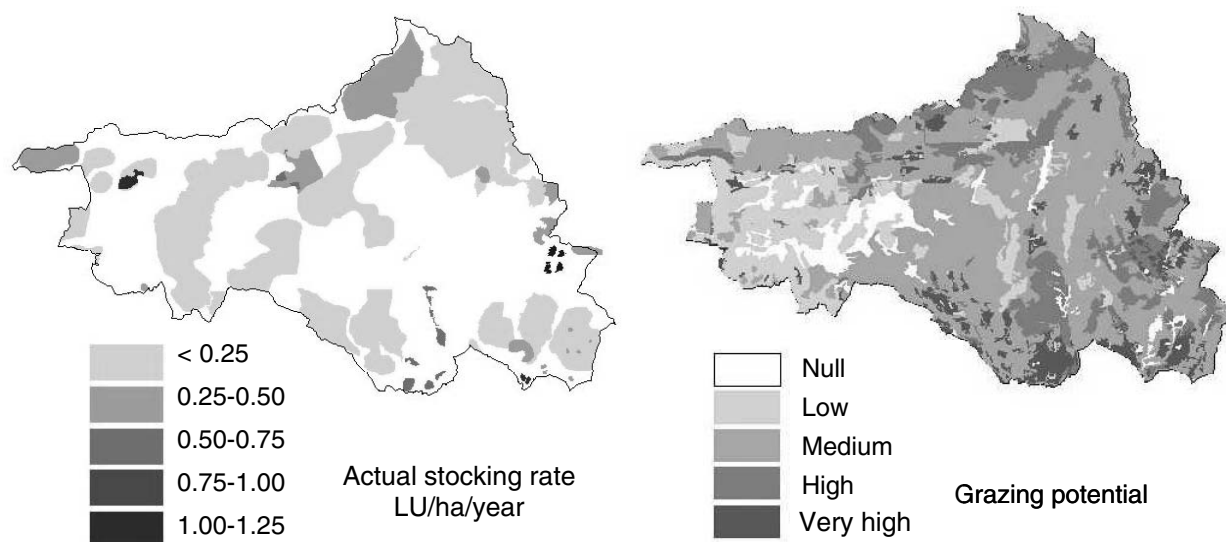 < 0.25
0.25-0.50
0.50-0.75
0.75-1.00
1.00-1.25
Actual stocking rate
LU/ha/year
Null
Low
Medium
High
Very high
Grazing potential